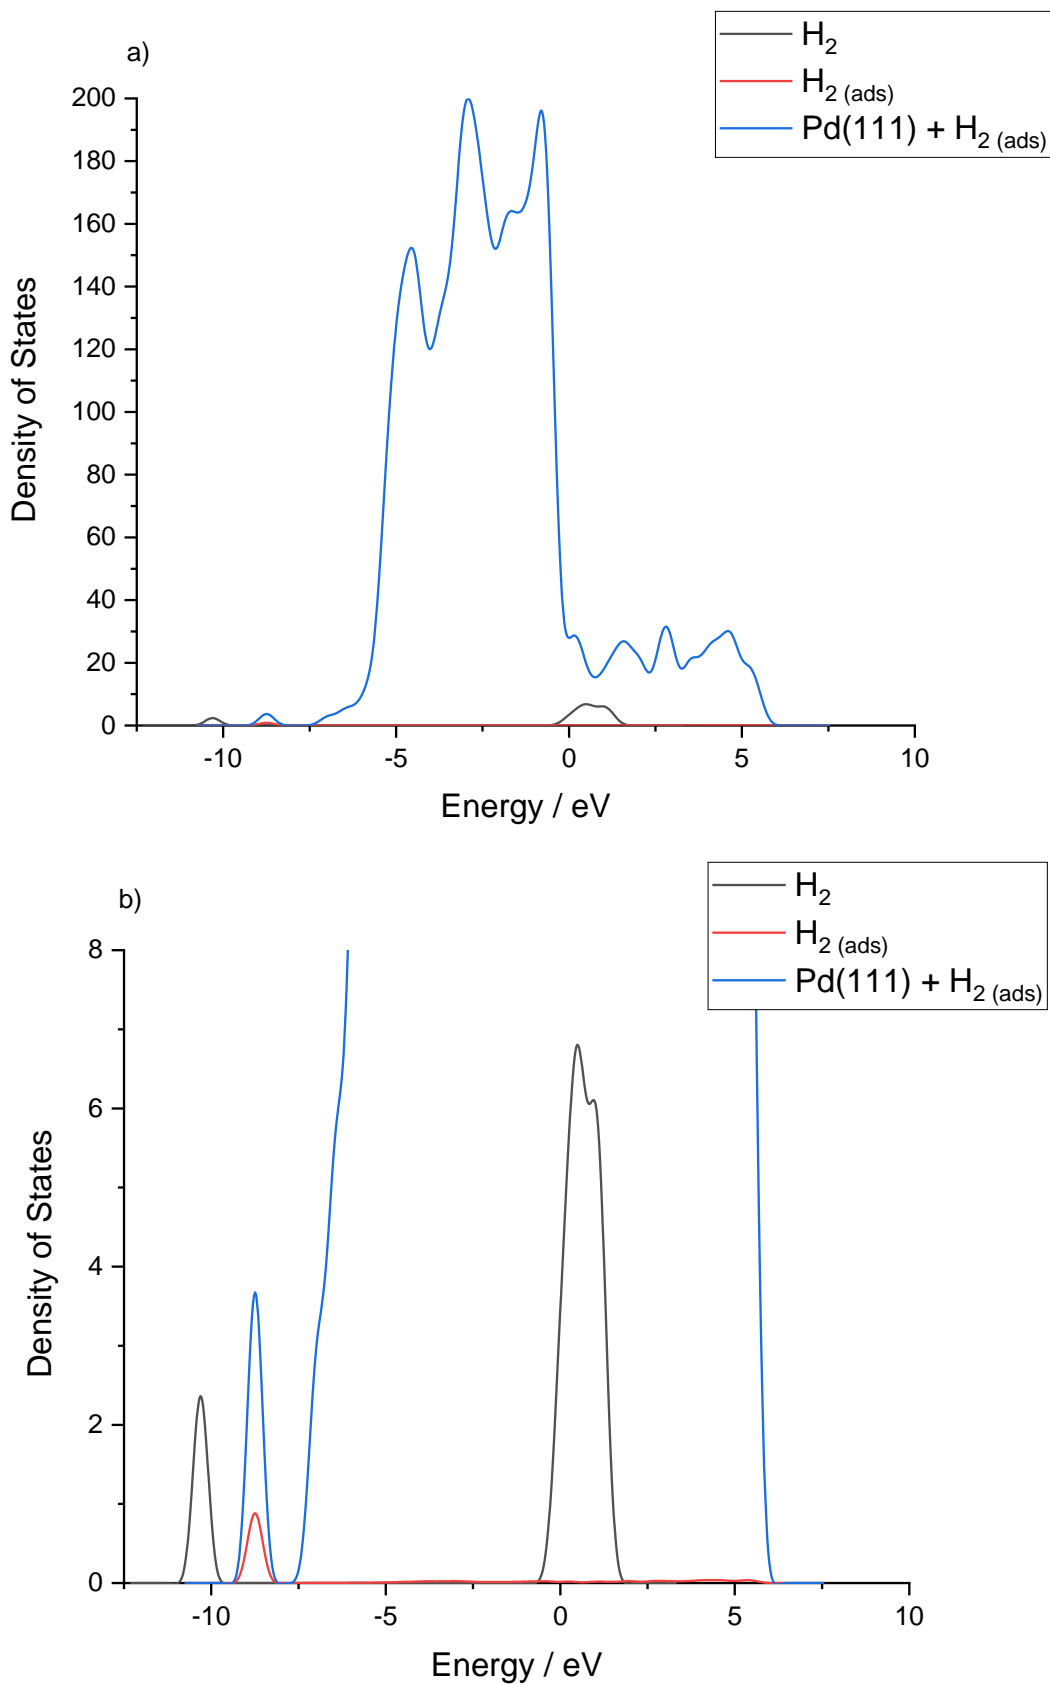 a)
H₂
H₂ (ads)
Pd(111) + H₂ (ads)
200
180
160
140
120
100
80
60
40
20
0
Density of States
-10
-5
0
5
10
Energy / eV
b)
H₂
H₂ (ads)
Pd(111) + H₂ (ads)
8
6
4
2
0
Density of States
-10
-5
0
5
10
Energy / eV